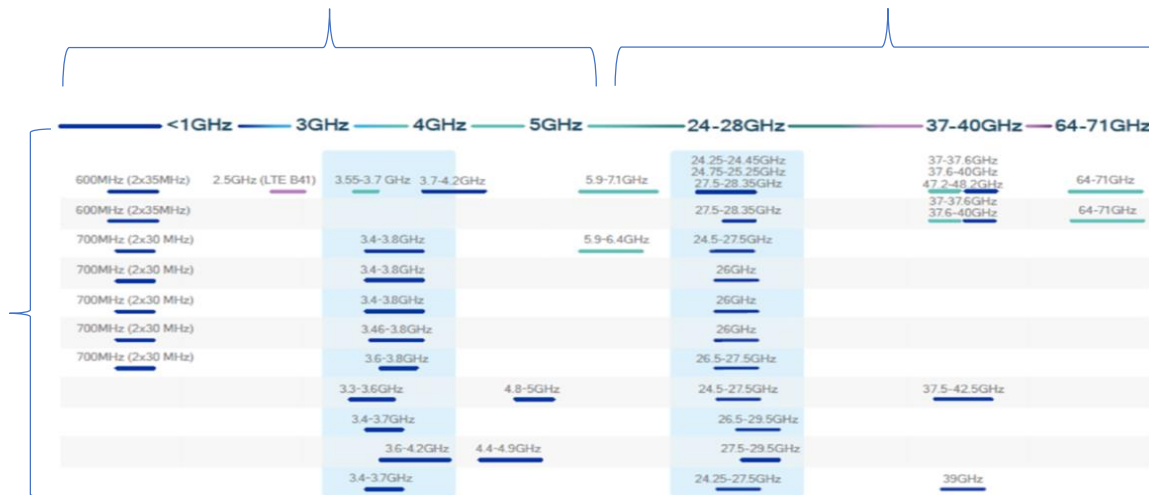 <1GHz 3GHz 4GHz 5GHz 24-28GHz 37-40GHz 64-71GHz
24.25-24.45GHz 37-37.6GHz
24.75-25.25GHz 37.6-40GHz
600MHz (2x35MHz) 2.5GHz (LTE B41) 3.55-3.7 GHz 3.7-4.2GHz 5.9-7.1GHz 27.5-28.35GHz 47.2-48.2GHz 64-71GHz
37-37.6GHz
600MHz (2x35MHz) 27.5-28.35GHz 37.6-40GHz 64-71GHz
700MHz (2x30 MHz) 3.4-3.8GHz 5.9-6.4GHz 24.5-27.5GHz
700MHz (2x30 MHz) 3.4-3.8GHz 26GHz
700MHz (2x30 MHz) 3.4-3.8GHz 26GHz
700MHz (2x30 MHz) 3.46-3.8GHz 26GHz
700MHz (2x30 MHz) 3.6-3.8GHz 26.5-27.5GHz
3.3-3.6GHz 4.8-5GHz 24.5-27.5GHz 37.5-42.5GHz
3.4-3.7GHz 26.5-29.5GHz
3.6-4.2GHz 4.4-4.9GHz 27.5-29.5GHz
3.4-3.7GHz 24.25-27.5GHz 39GHz